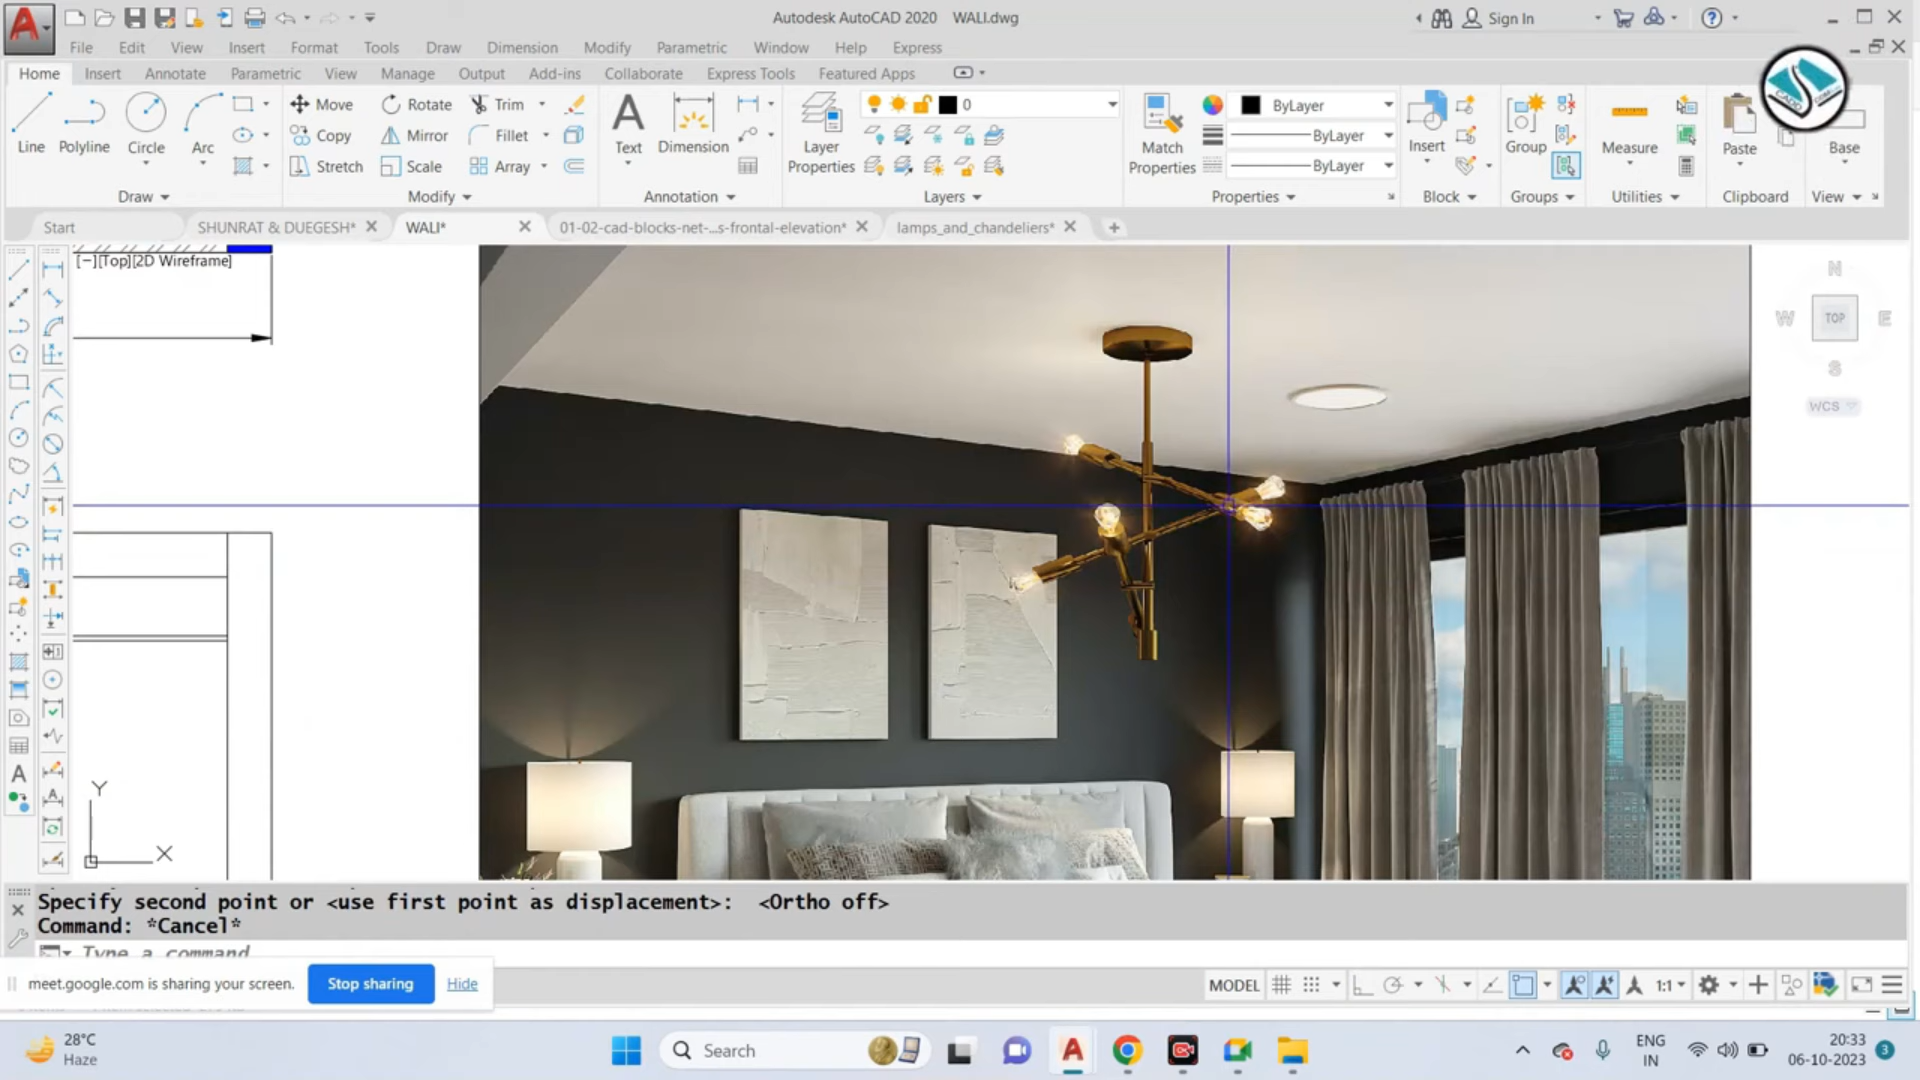 Autodesk AutoCAD 2020 WALI.dwg
Sign In
File Edit View Insert Format Tools Draw Dimension Modify Parametric Window Help Express
Home Insert Annotate Parametric View Manage Output Add-ins Collaborate Express Tools Featured Apps
Line Polyline Circle Arc
Move Rotate Trim
Copy Mirror Fillet
Stretch Scale Array
Text Dimension
Layer Properties
0
Match Properties
ByLayer
ByLayer
ByLayer
Insert
Group
Measure
Paste
Base
Draw Modify Annotation Layers Properties Block Groups Utilities Clipboard View
Start SHUNRAT & DUEGESH* WALI* 01-02-cad-blocks-net-...s-frontal-elevation* lamps_and_chandeliers*
[−][Top][2D Wireframe]
N
W TOP E
S
WCS
Y
X
A
Specify second point or <use first point as displacement>: <Ortho off>
Command: *Cancel*
Type a command
meet.google.com is sharing your screen. Stop sharing Hide
MODEL 1:1
28°C
Haze
Search
ENG
IN
20:33
06-10-2023
3